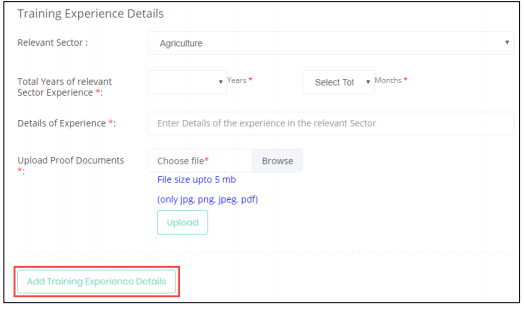 Training Experience Details
Relevant Sector :
Agriculture
Total Years of relevant
Sector Experience *:
Years *
Select Tot
Months *
Details of Experience *:
Enter Details of the experience in the relevant Sector
Upload Proof Documents
*:
Choose file*
Browse
File size upto 5 mb
(only jpg, png, jpeg, pdf)
Upload
Add Training Experience Details